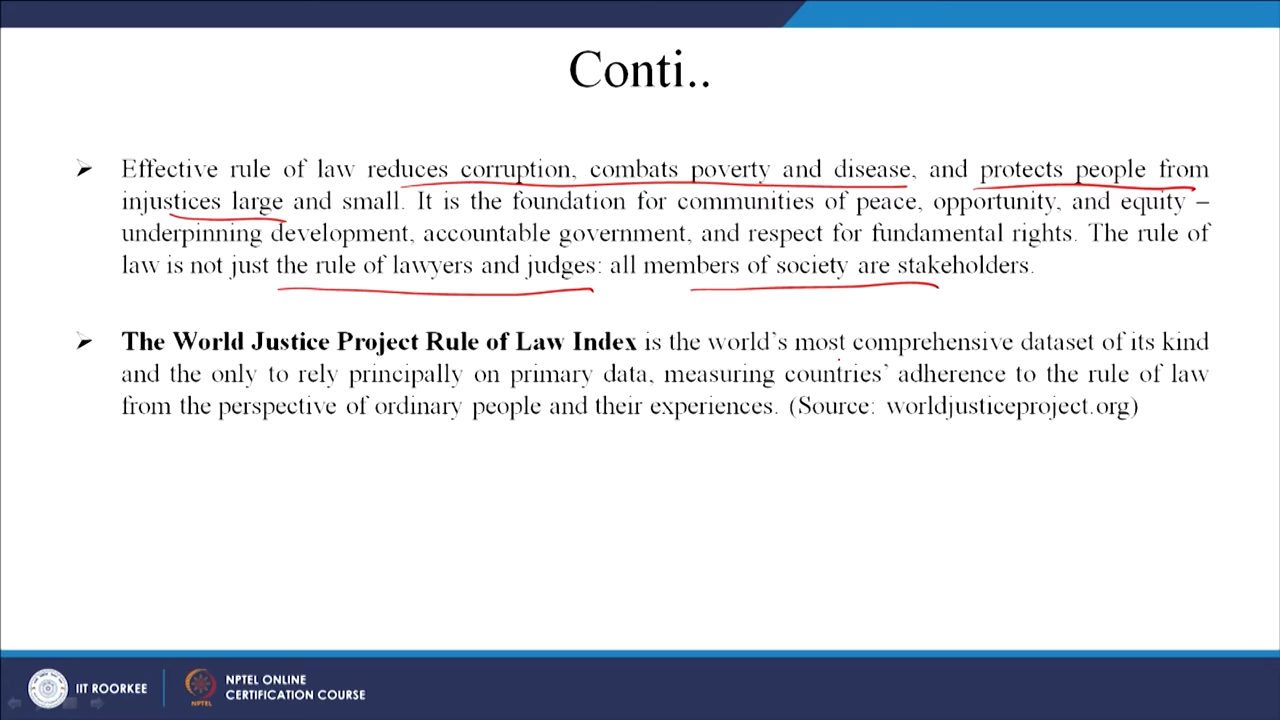 Conti..
➢ Effective rule of law reduces corruption, combats poverty and disease, and protects people from
injustices large and small. It is the foundation for communities of peace, opportunity, and equity –
underpinning development, accountable government, and respect for fundamental rights. The rule of
law is not just the rule of lawyers and judges: all members of society are stakeholders.
➢ The World Justice Project Rule of Law Index is the world's most comprehensive dataset of its kind
and the only to rely principally on primary data, measuring countries' adherence to the rule of law
from the perspective of ordinary people and their experiences. (Source: worldjusticeproject.org)
IIT ROORKEE
NPTEL
NPTEL ONLINE
CERTIFICATION COURSE